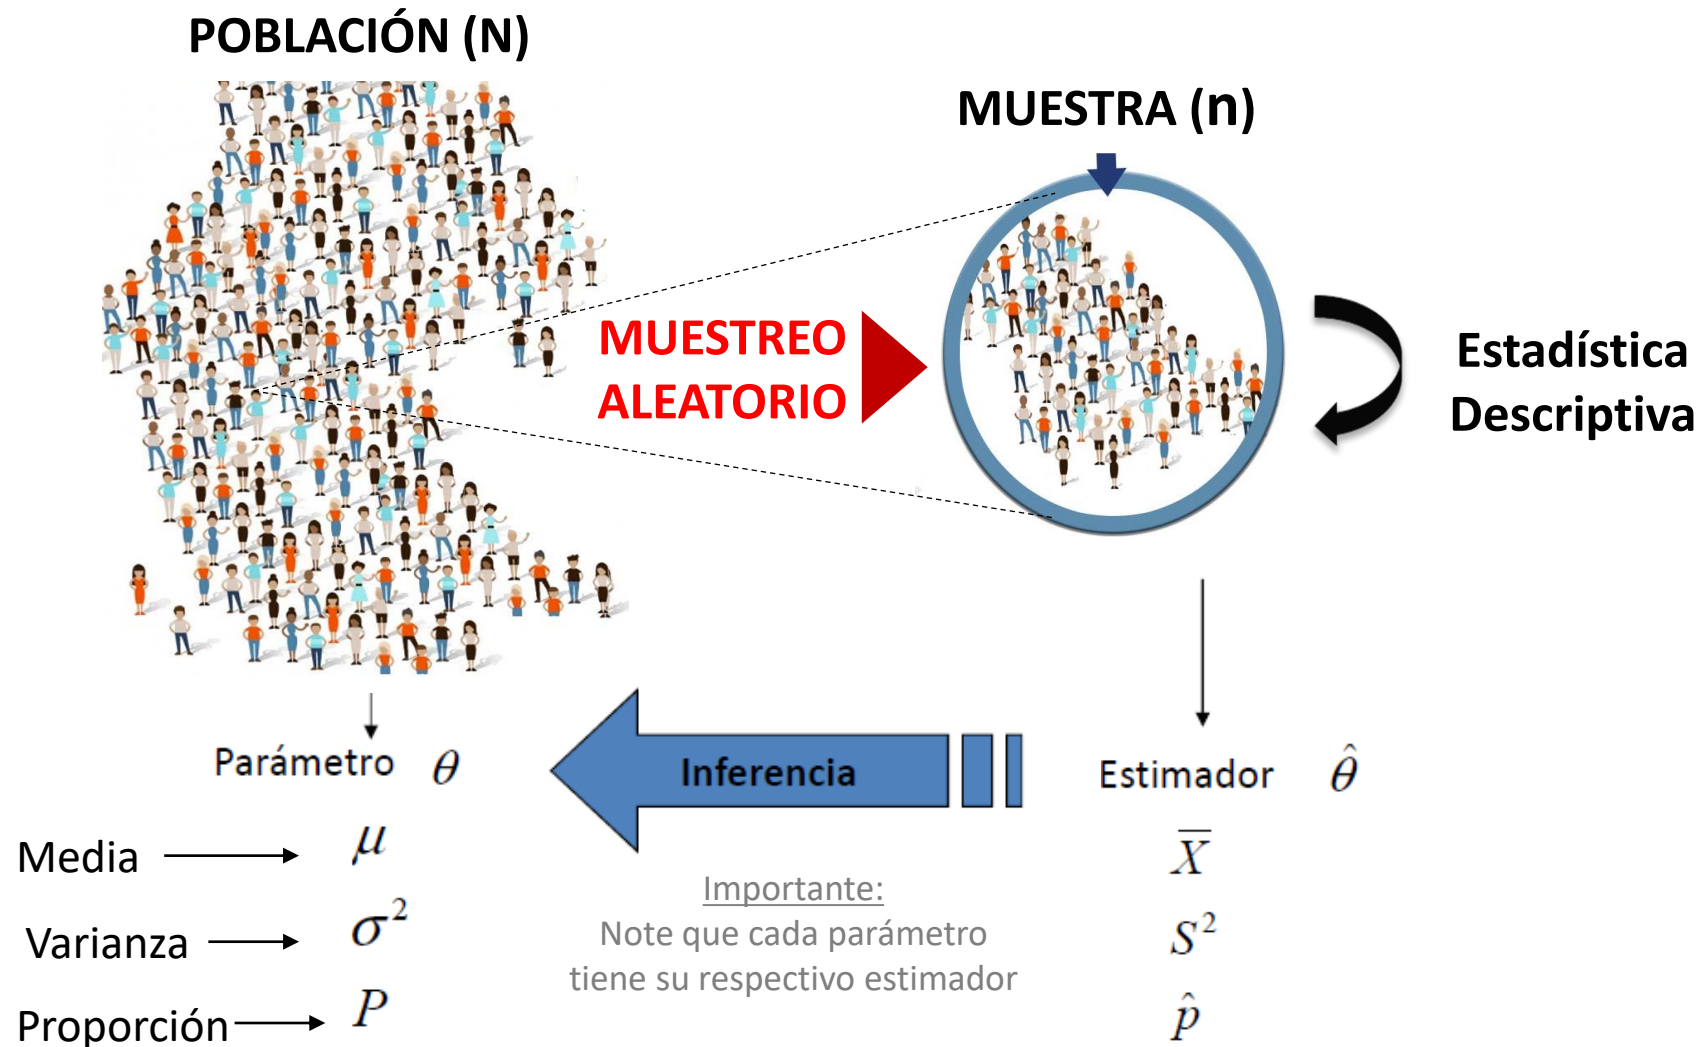 POBLACIÓN (N)
MUESTRA (n)
MUESTREO
ALEATORIO
Estadística
Descriptiva
Parámetro θ
Inferencia
Estimador θ̂
Media μ X̅
Varianza σ² S²
Proporción P p̂
Importante:
Note que cada parámetro
tiene su respectivo estimador